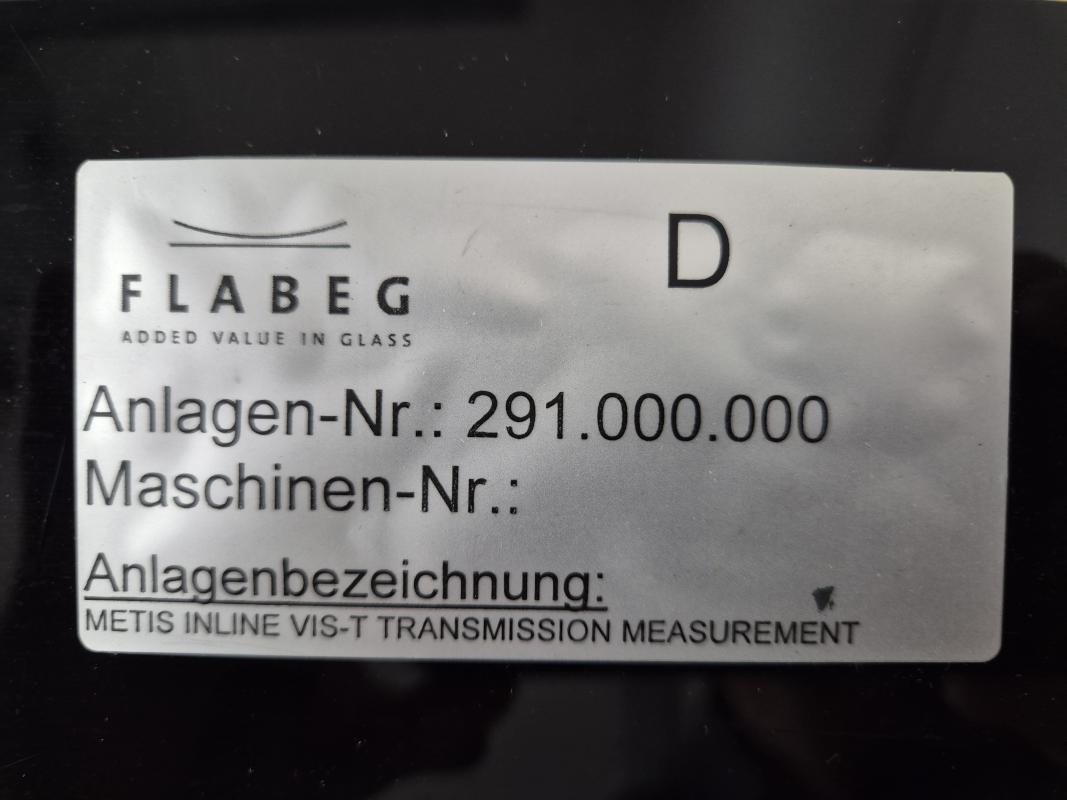 D
FLABEG
ADDED VALUE IN GLASS
Anlagen-Nr.: 291.000.000
Maschinen-Nr.:
Anlagenbezeichnung:
METIS INLINE VIS-T TRANSMISSION MEASUREMENT